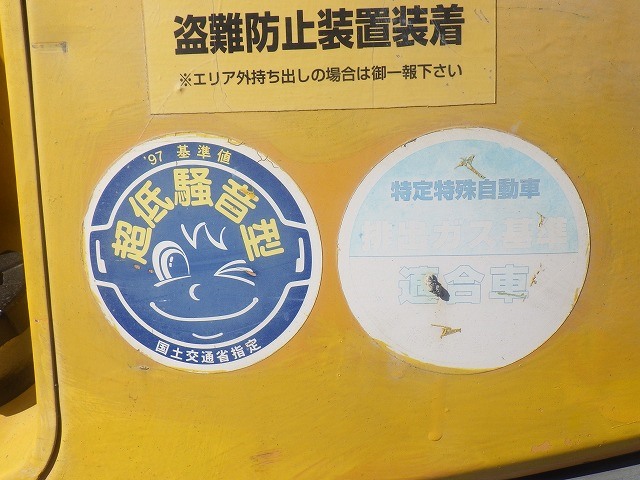 盗難防止装置装着
※エリア外持ち出しの場合は御一報下さい
'97 基準値
超低騒音型
国土交通省指定
特定特殊自動車
排出ガス基準
適合車